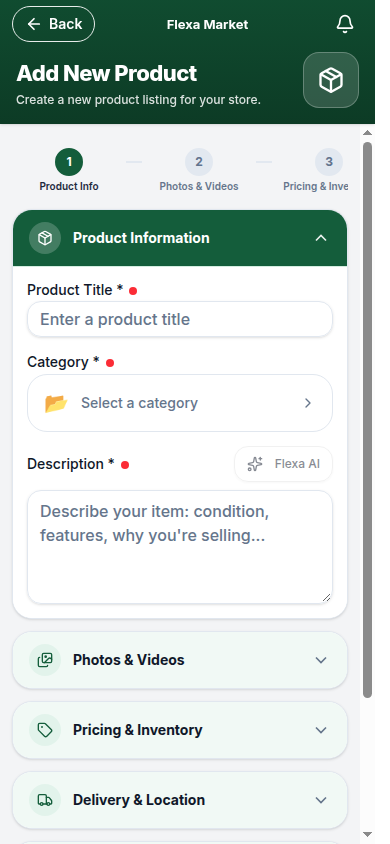 Back
Flexa Market
Add New Product
Create a new product listing for your store.
1
2
3
Product Info
Photos & Videos
Pricing & Inve
Product Information
Product Title *
Enter a product title
Category *
Select a category
Description *
Flexa AI
Describe your item: condition,
features, why you're selling...
Photos & Videos
Pricing & Inventory
Delivery & Location